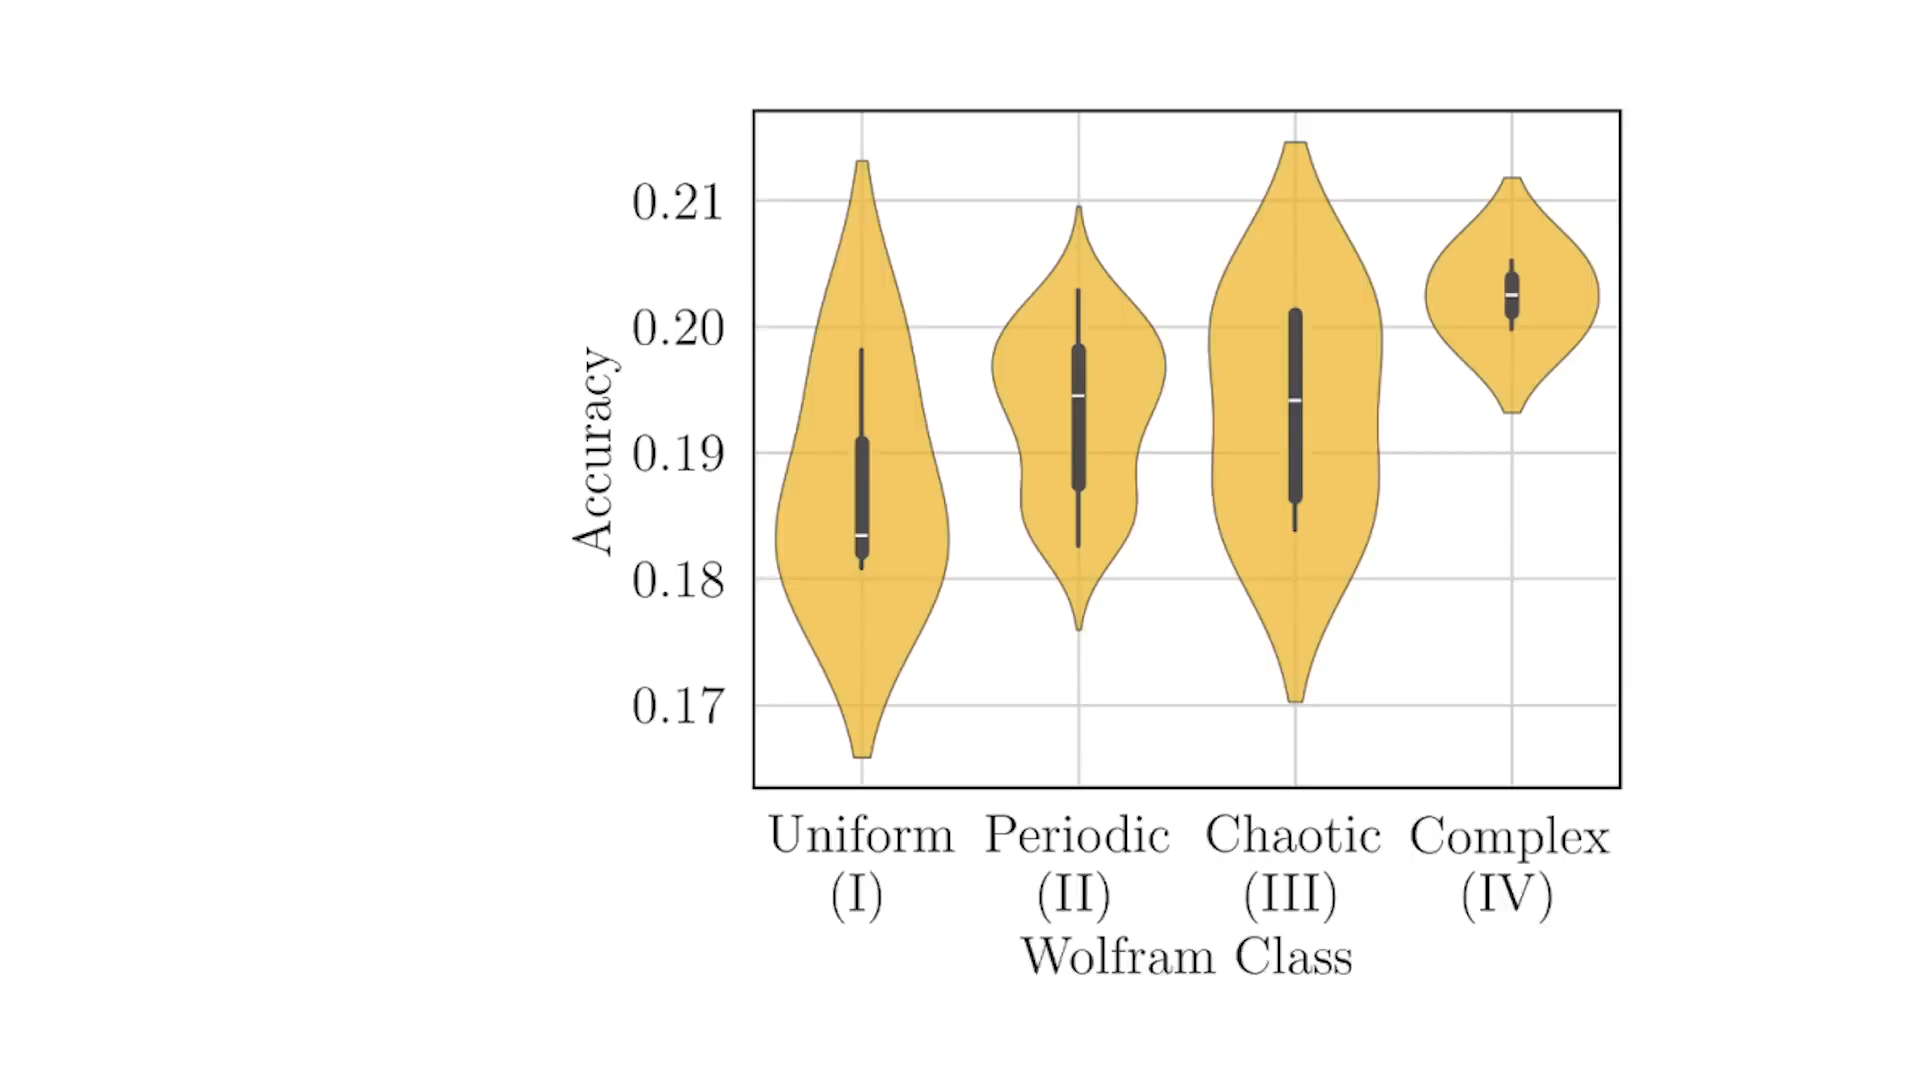 0.21
0.20
0.19
0.18
0.17
Accuracy
Uniform Periodic Chaotic Complex
(I) (II) (III) (IV)
Wolfram Class